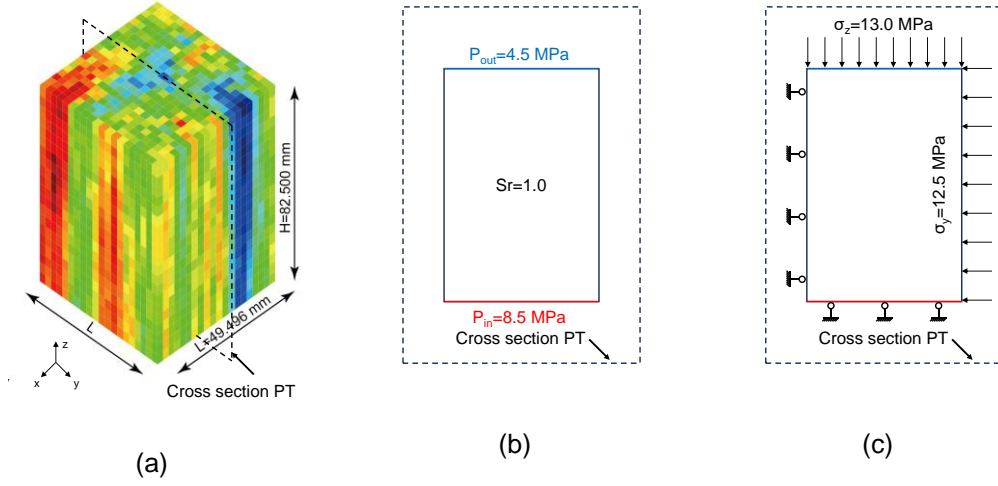 H=82.500 mm
L
L=49.496 mm
z
x
y
Cross section PT
(a)
P_out=4.5 MPa
Sr=1.0
P_in=8.5 MPa
Cross section PT
(b)
σ_z=13.0 MPa
σ_y=12.5 MPa
Cross section PT
(c)